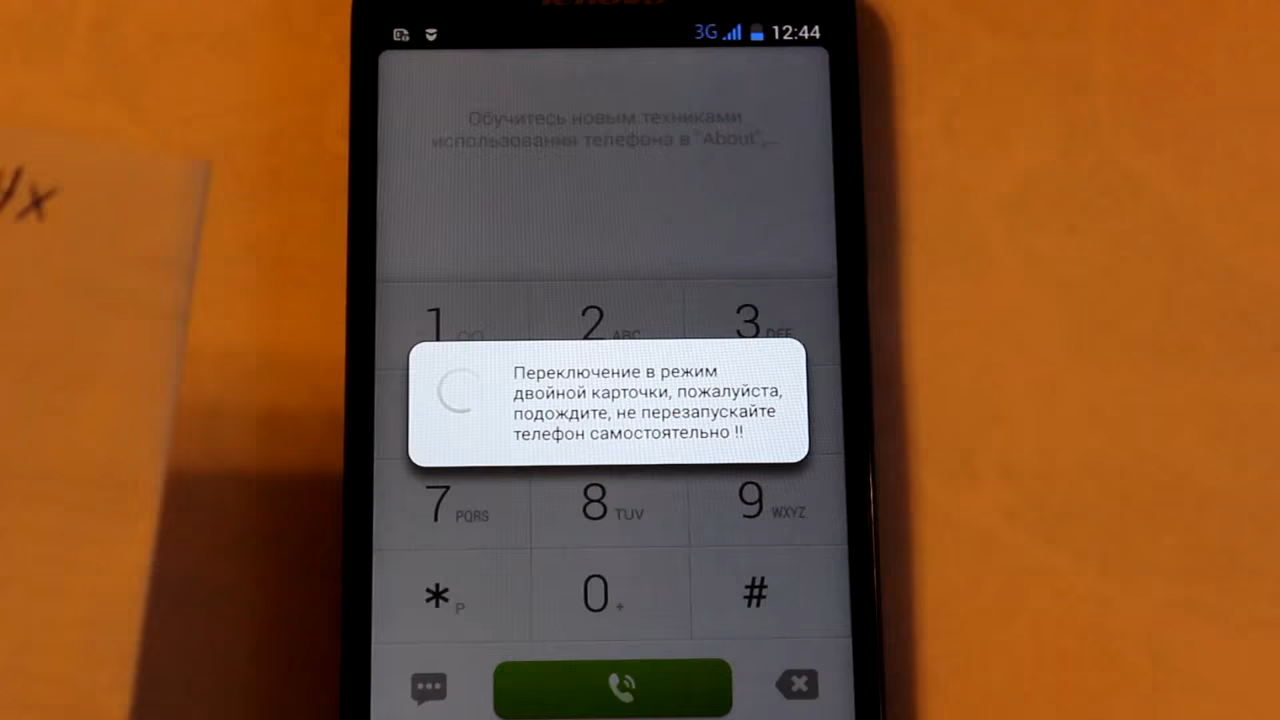 3G 12:44
Обучитесь новым техниками
использования телефона в "About",...
1
2 ABC
3 DEF
Переключение в режим
двойной карточки, пожалуйста,
подождите, не перезапускайте
телефон самостоятельно !!
7 PQRS
8 TUV
9 WXYZ
* P
0 +
#